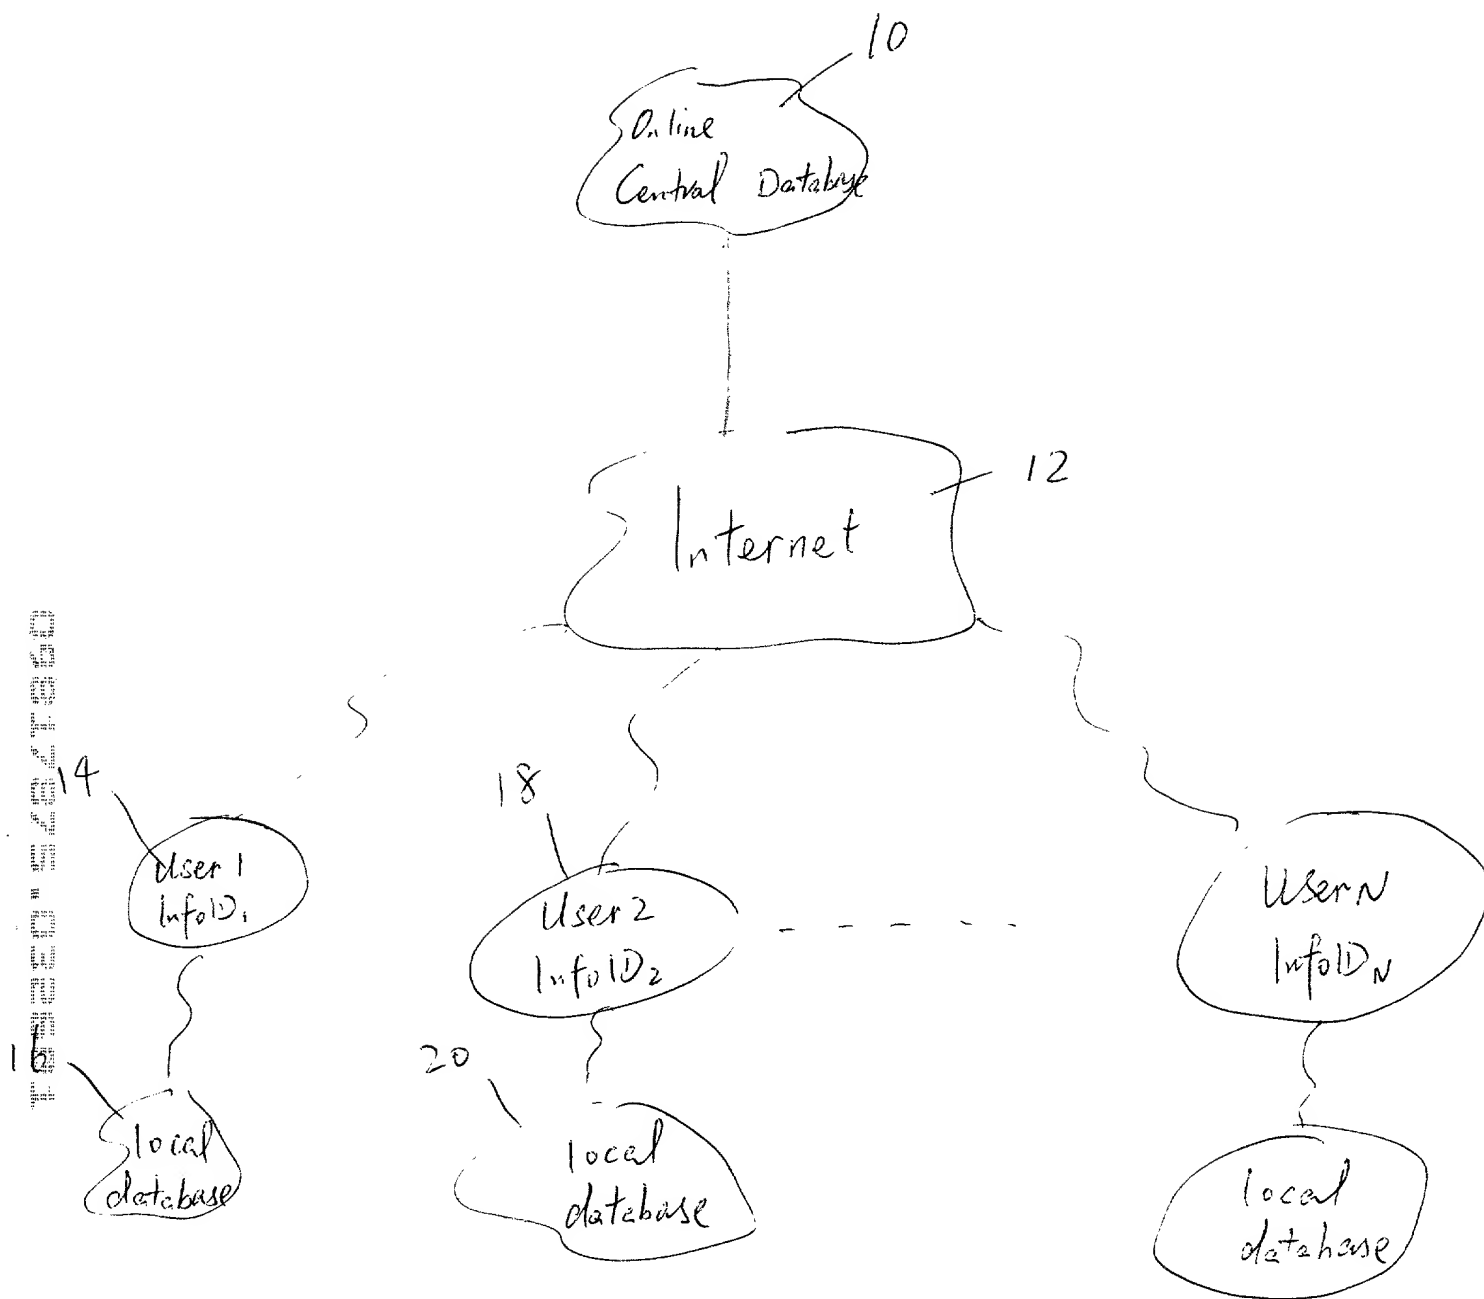 10
Online
Central Database
12
Internet
14
18
User 1
InfoID₁
User 2
InfoID₂
User N
InfoID_N
16
20
local
database
local
database
local
database